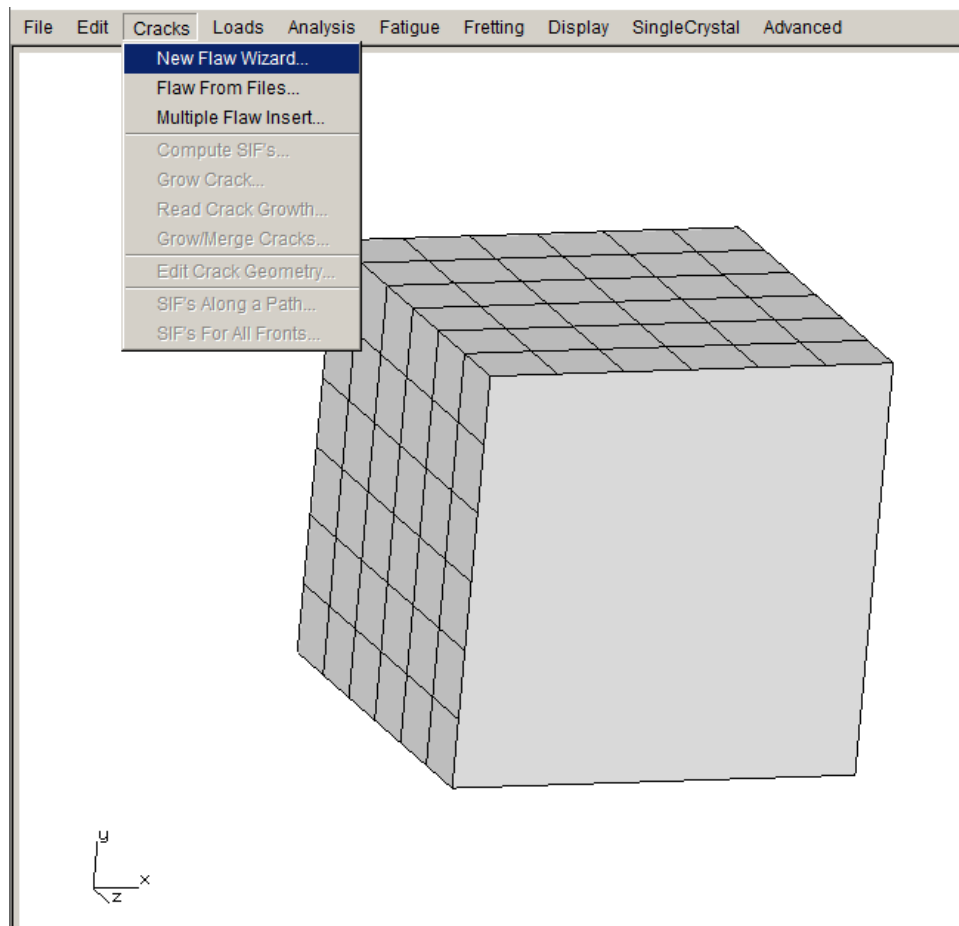 File Edit Cracks Loads Analysis Fatigue Fretting Display SingleCrystal Advanced
New Flaw Wizard...
Flaw From Files...
Multiple Flaw Insert...
Compute SIF's...
Grow Crack...
Read Crack Growth...
Grow/Merge Cracks...
Edit Crack Geometry...
SIF's Along a Path...
SIF's For All Fronts...
y
x
z